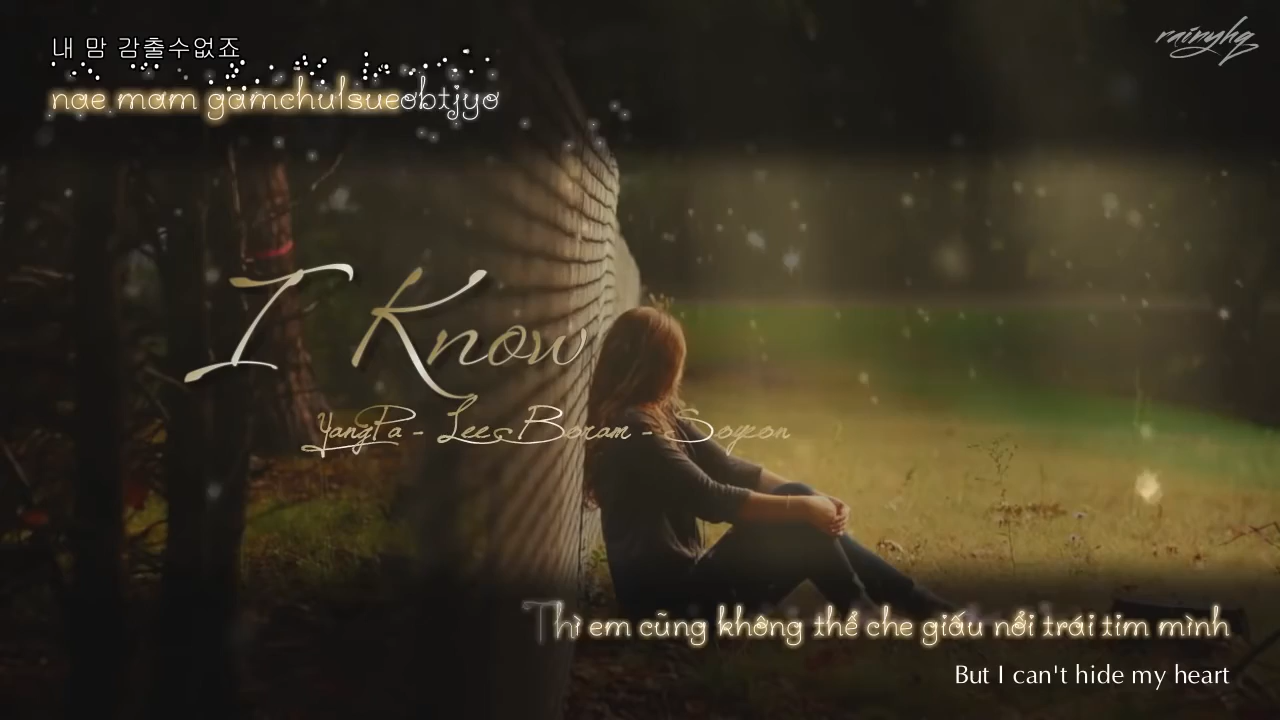 내 맘 감출수없죠
rainyhq
nae mam gamchulsueobtjyo
I Know
YangPa - Lee Boram - Soyeon
Thì em cũng không thể che giấu nổi trái tim mình
But I can't hide my heart